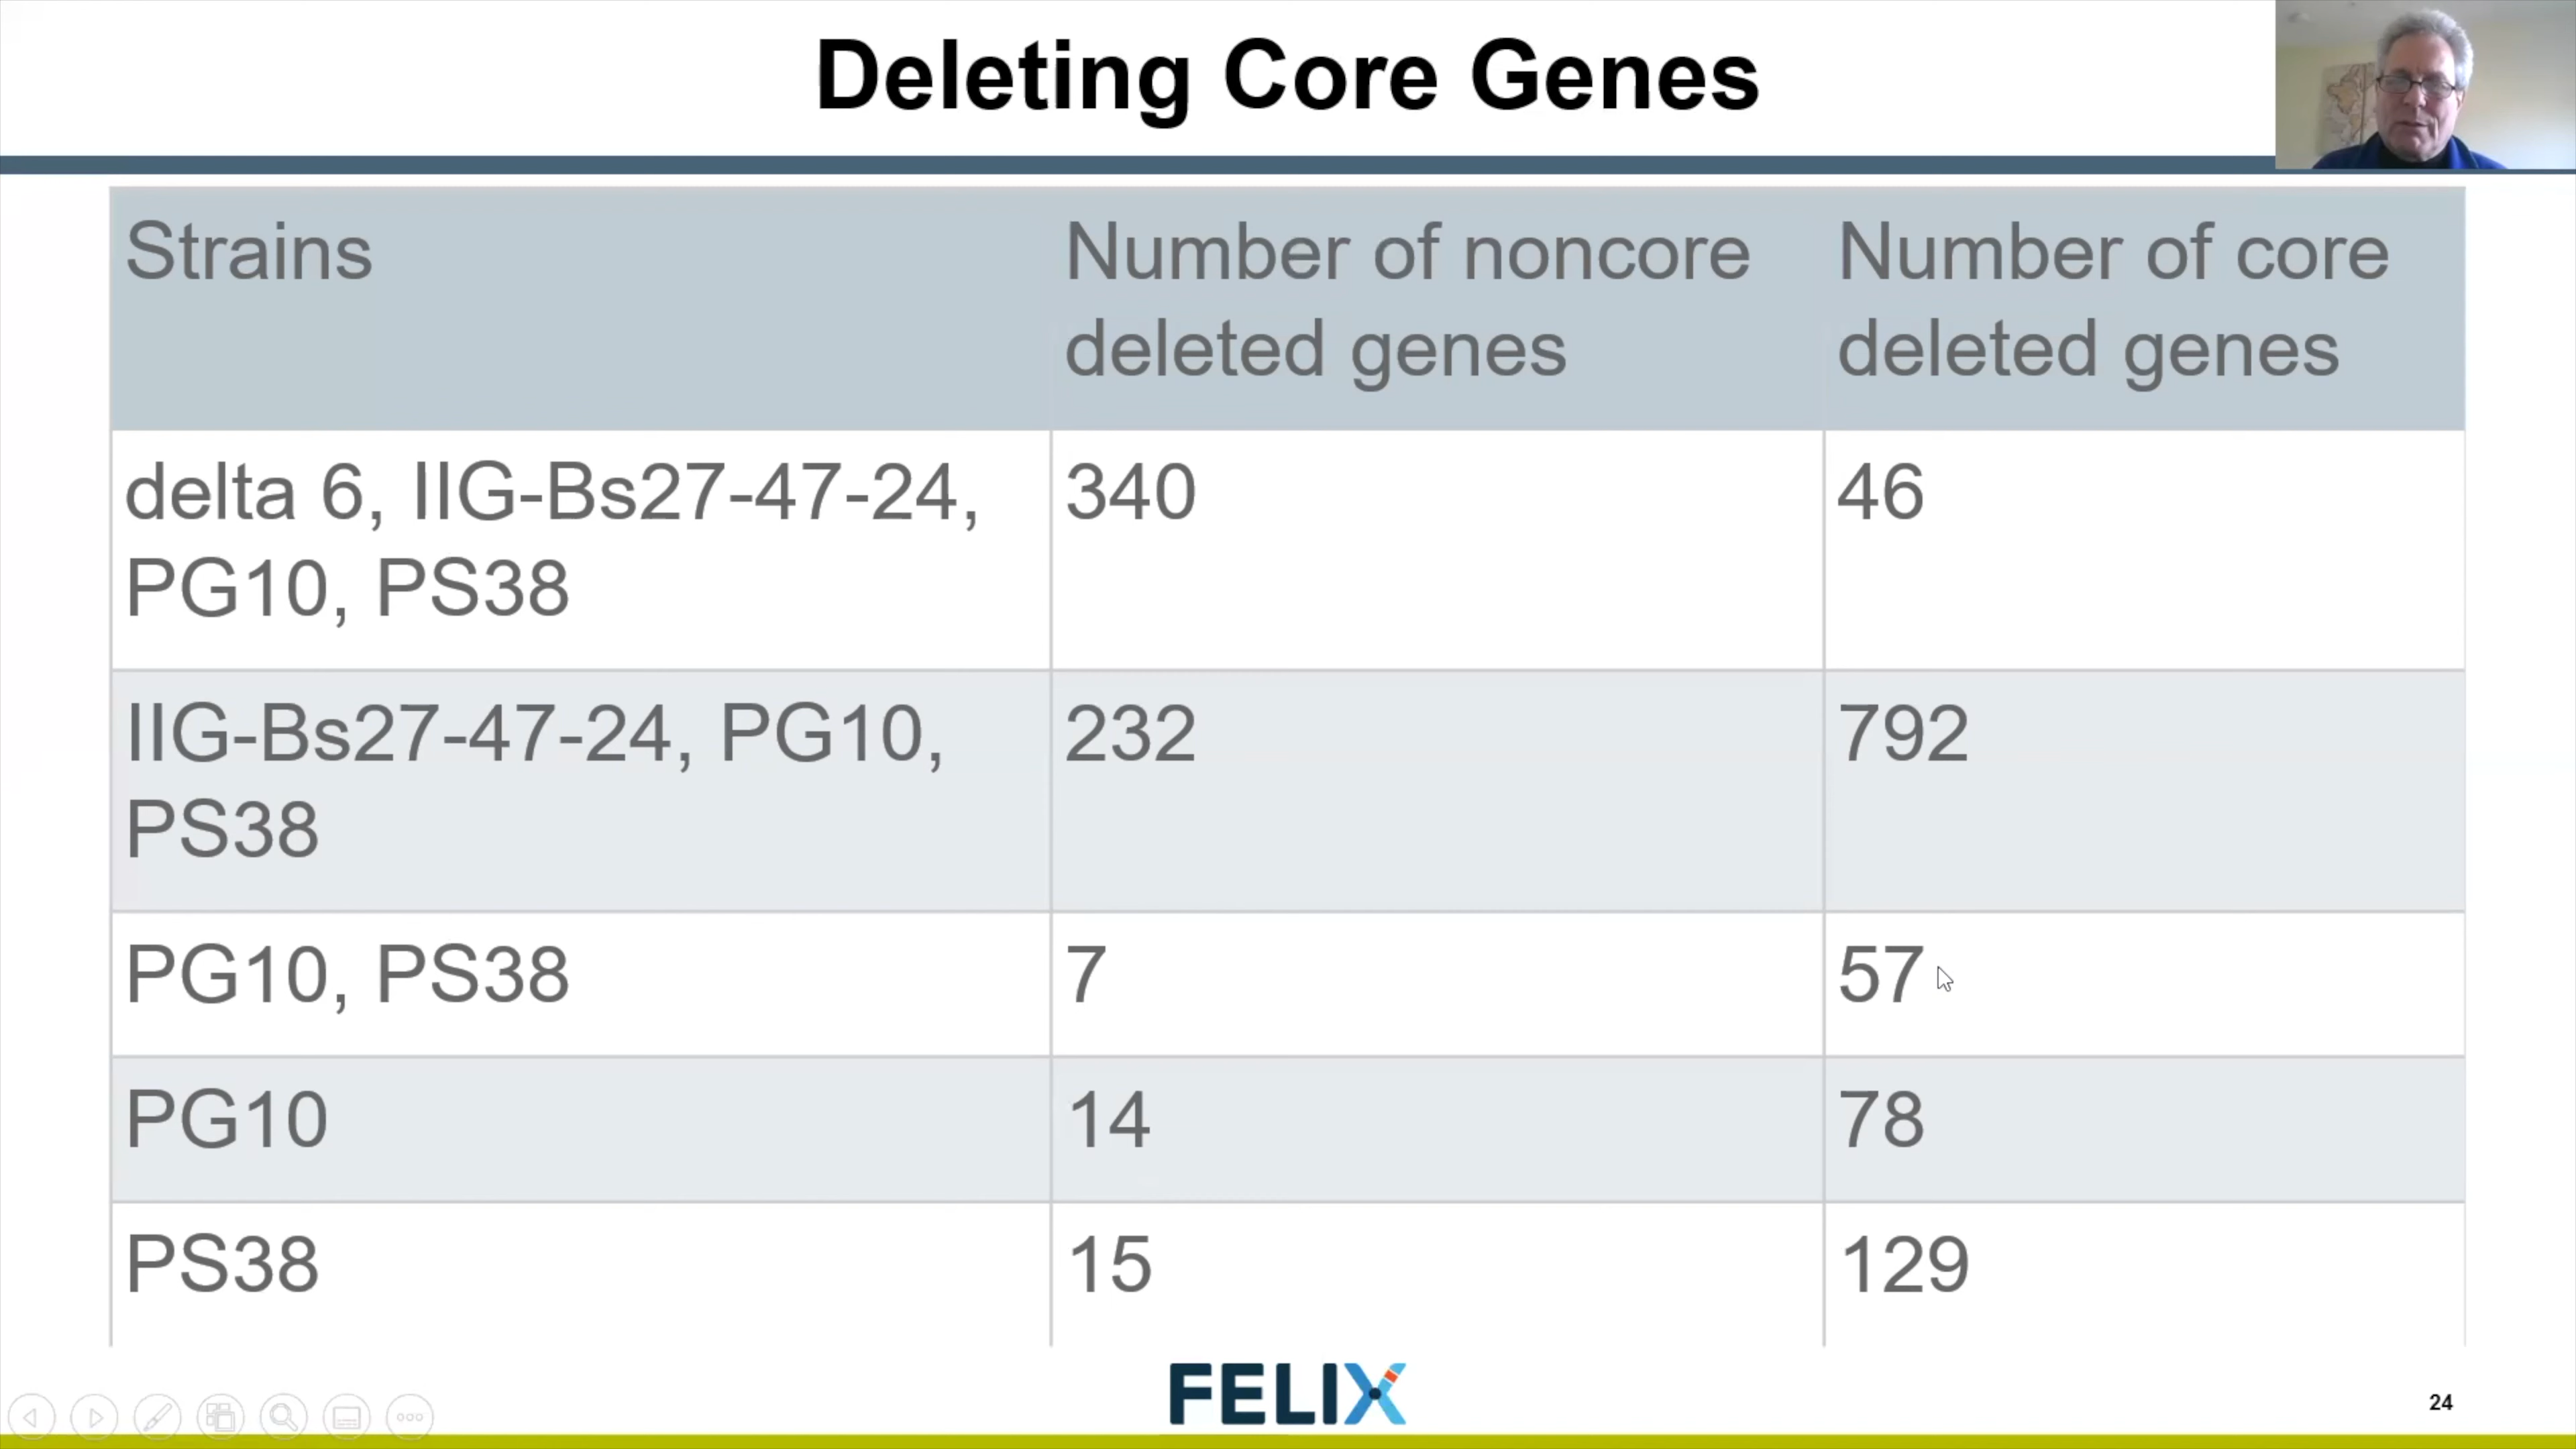 Deleting Core Genes
Strains
Number of noncore
deleted genes
Number of core
deleted genes
delta 6, IIG-Bs27-47-24,
PG10, PS38
340
46
IIG-Bs27-47-24, PG10,
PS38
232
792
PG10, PS38
7
57
PG10
14
78
PS38
15
129
FELIX
24